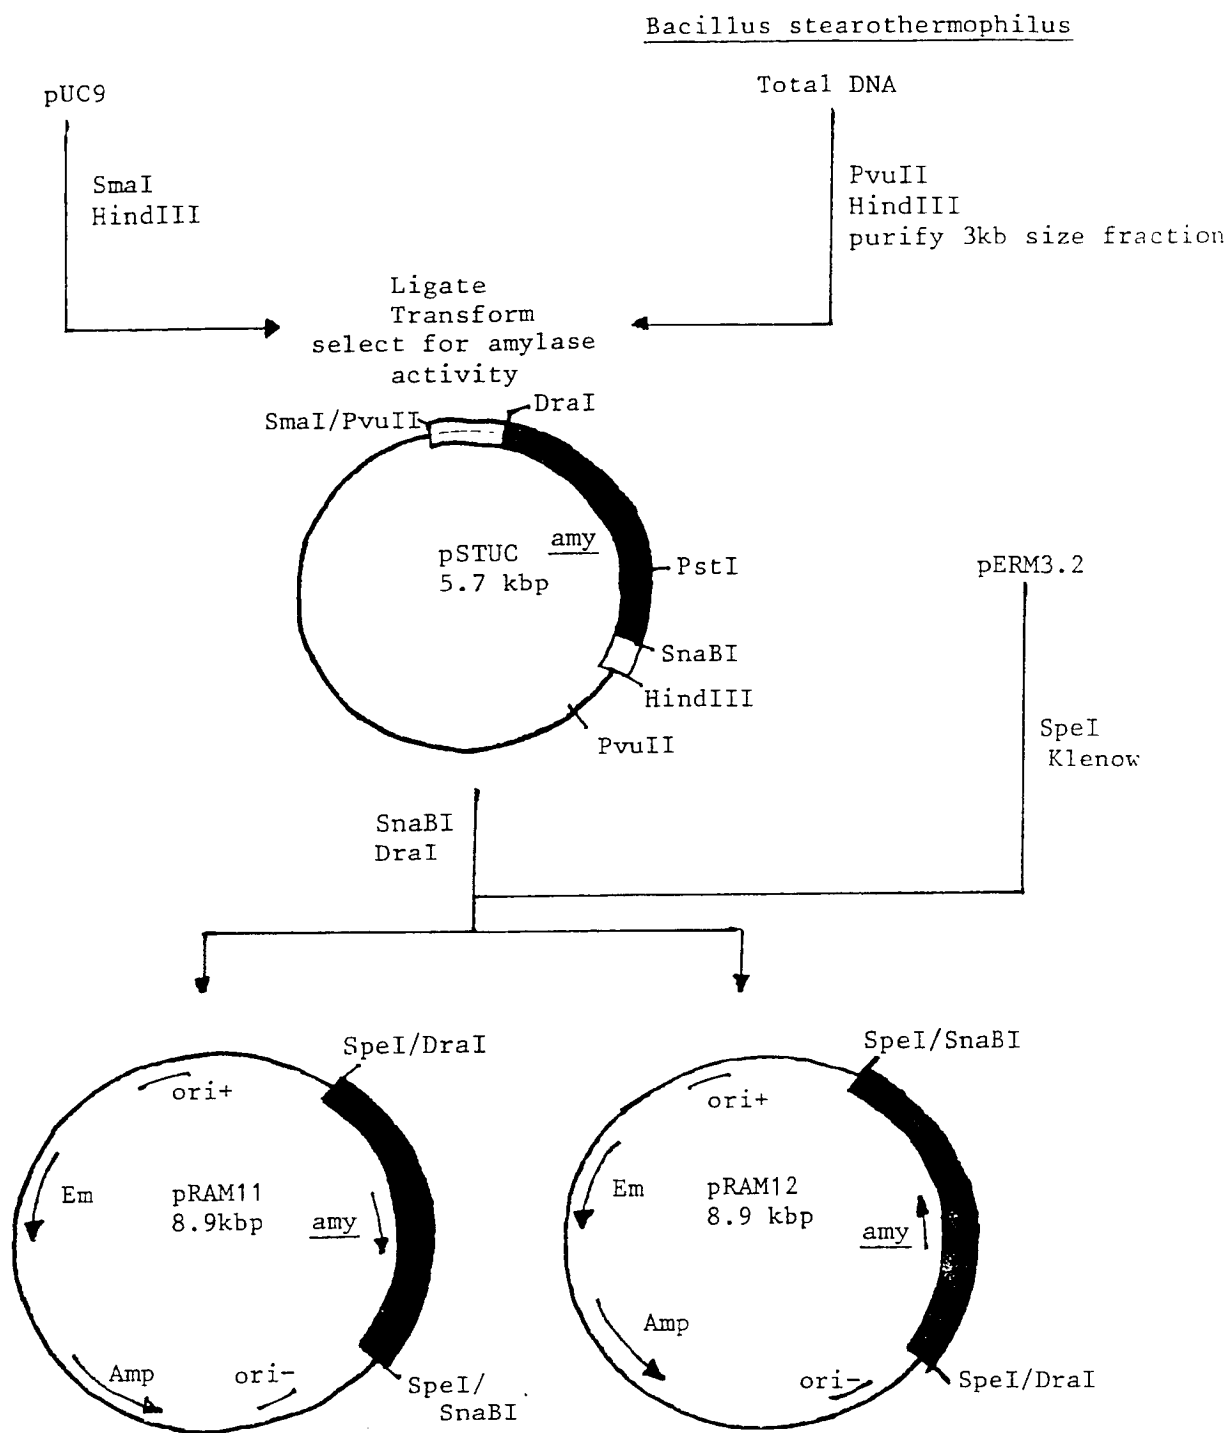 Bacillus stearothermophilus
pUC9
Total DNA
SmaI
HindIII
PvuII
HindIII
purify 3kb size fraction
Ligate
Transform
select for amylase
activity
SmaI/PvuII
DraI
amy
pSTUC
5.7 kbp
PstI
pERM3.2
SnaBI
HindIII
PvuII
SpeI
Klenow
SnaBI
DraI
SpeI/DraI
ori+
Em
pRAM11
8.9kbp
amy
Amp
ori-
SpeI/
SnaBI
SpeI/SnaBI
ori+
Em
pRAM12
8.9 kbp
amy
Amp
ori-
SpeI/DraI